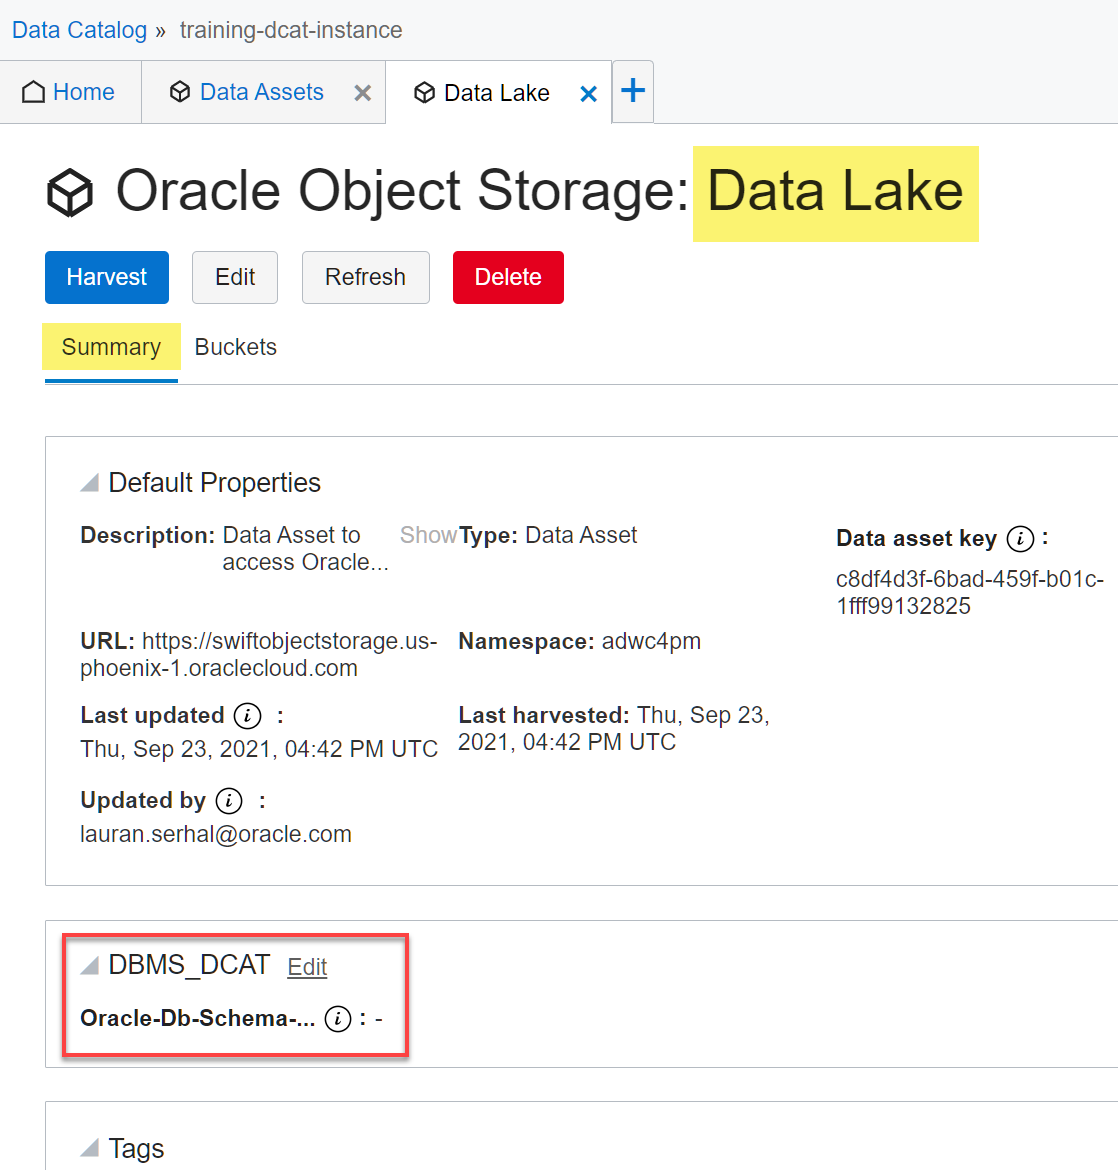 Data Catalog » training-dcat-instance
Home Data Assets Data Lake
Oracle Object Storage: Data Lake
Harvest Edit Refresh Delete
Summary Buckets
Default Properties
Description: Data Asset to access Oracle... Show
Type: Data Asset
Data asset key :
c8df4d3f-6bad-459f-b01c-
1fff99132825
URL: https://swiftobjectstorage.us-
phoenix-1.oraclecloud.com
Namespace: adwc4pm
Last updated :
Thu, Sep 23, 2021, 04:42 PM UTC
Last harvested: Thu, Sep 23,
2021, 04:42 PM UTC
Updated by :
lauran.serhal@oracle.com
DBMS_DCAT Edit
Oracle-Db-Schema-... : -
Tags